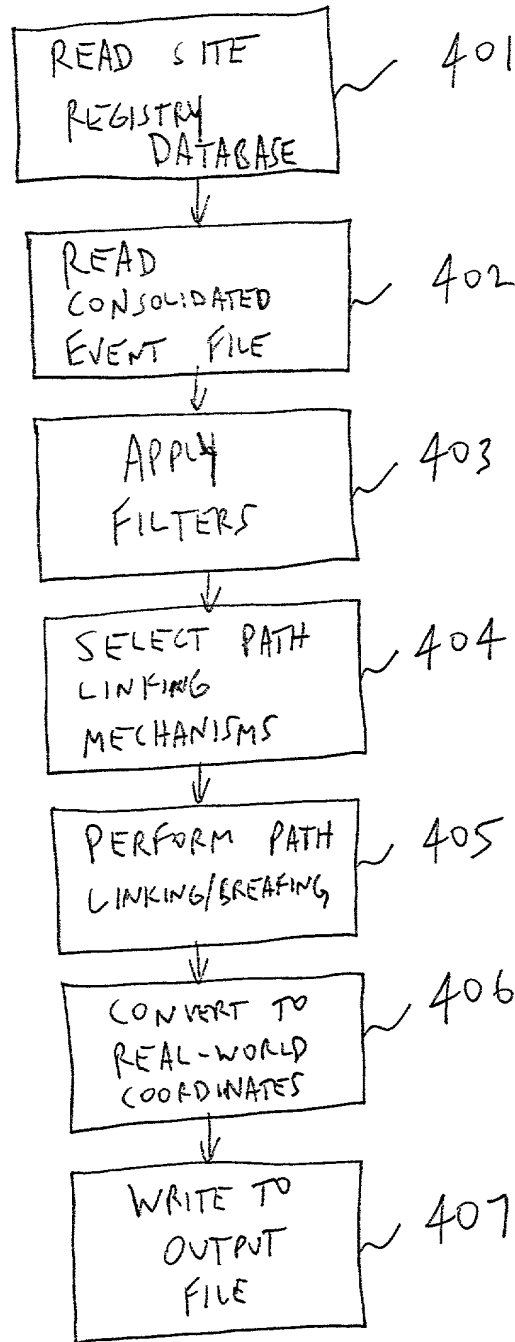 READ SITE
REGISTRY
DATABASE
401
READ
CONSOLIDATED
EVENT FILE
402
APPLY
FILTERS
403
SELECT PATH
LINKING
MECHANISMS
404
PERFORM PATH
LINKING/BREAKING
405
CONVERT TO
REAL-WORLD
COORDINATES
406
WRITE TO
OUTPUT
FILE
407